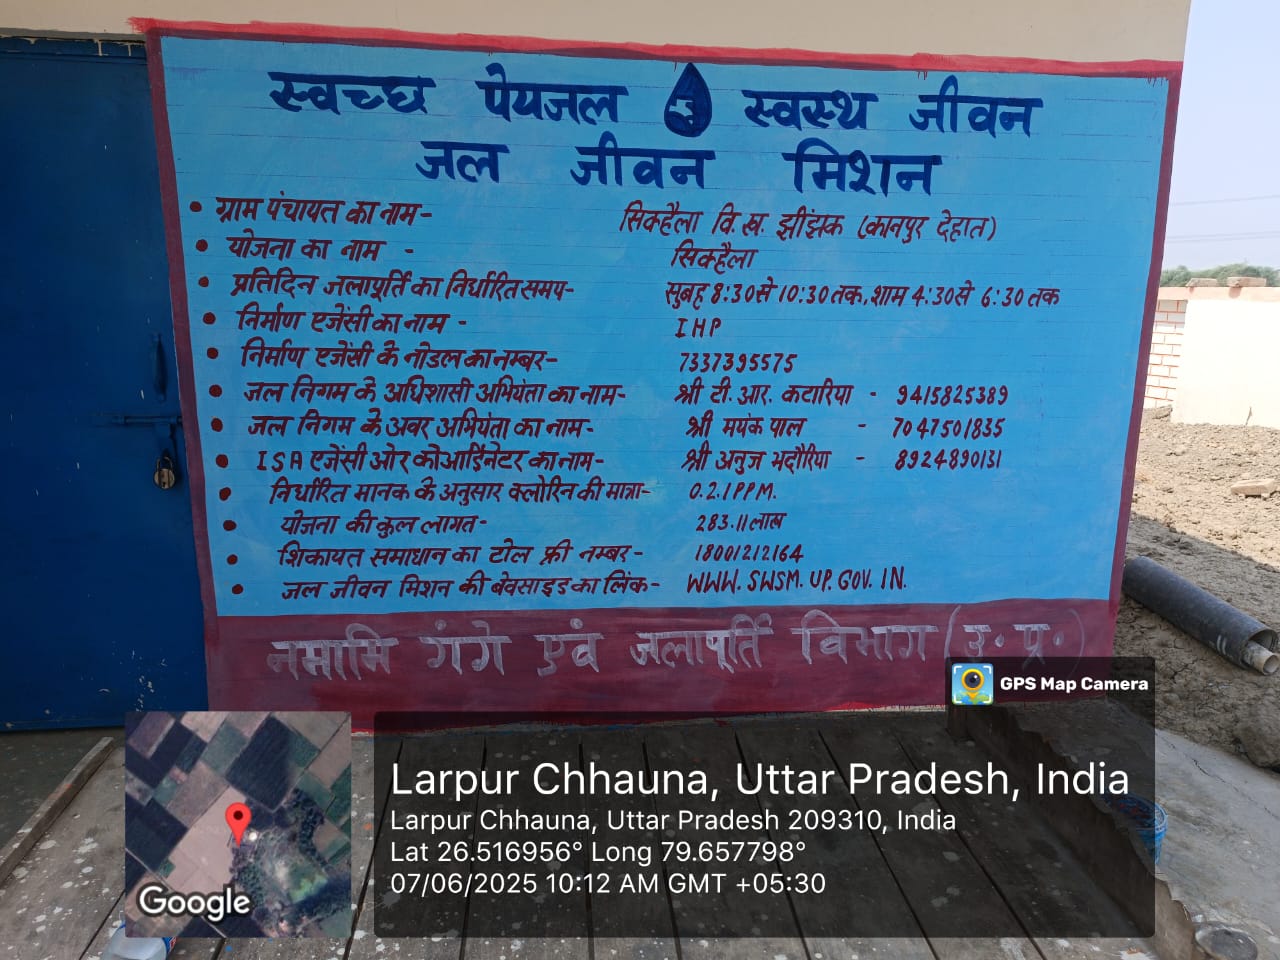 स्वच्छ पेयजल स्वस्थ जीवन
जल जीवन मिशन
• ग्राम पंचायत का नाम- सिकहैला वि. ख. झींझक (कानपुर देहात)
• योजना का नाम - सिकहैला
• प्रतिदिन जलापूर्ति का निर्धारित समय- सुबह 8:30 से 10:30 तक, शाम 4:30 से 6:30 तक
• निर्माण एजेंसी का नाम - IHP
• निर्माण एजेंसी के नोडल का नम्बर- 7337395575
• जल निगम के अधिशासी अभियंता का नाम- श्री टी. आर. कटारिया - 9415825389
• जल निगम के अवर अभियंता का नाम- श्री मयंक पाल - 7047501835
• ISA एजेंसी ओर कोआर्डिनेटर का नाम- श्री अनुज भदौरिया - 8924890131
• निर्धारित मानक के अनुसार क्लोरिन की मात्रा- 0.2.1PPM.
• योजना की कुल लागत- 283.11 लाख
• शिकायत समाधान का टोल फ्री नम्बर- 18001212164
• जल जीवन मिशन की बेवसाइड का लिंक- WWW. SWSM. UP. GOV. IN.
नमामि गंगे एवं जलापूर्ति विभाग (उ. प्र.)
GPS Map Camera
Larpur Chhauna, Uttar Pradesh, India
Larpur Chhauna, Uttar Pradesh 209310, India
Lat 26.516956° Long 79.657798°
07/06/2025 10:12 AM GMT +05:30
Google